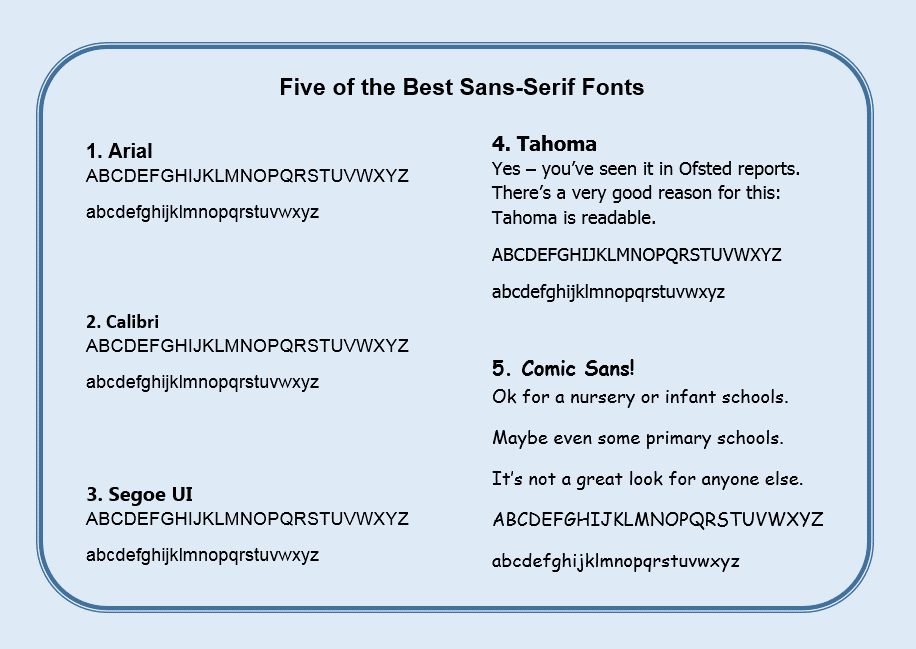 Five of the Best Sans-Serif Fonts
1. Arial
ABCDEFGHIJKLMNOPQRSTUVWXYZ
abcdefghijklmnopqrstuvwxyz
2. Calibri
ABCDEFGHIJKLMNOPQRSTUVWXYZ
abcdefghijklmnopqrstuvwxyz
3. Segoe UI
ABCDEFGHIJKLMNOPQRSTUVWXYZ
abcdefghijklmnopqrstuvwxyz
4. Tahoma
Yes – you’ve seen it in Ofsted reports.
There’s a very good reason for this:
Tahoma is readable.
ABCDEFGHIJKLMNOPQRSTUVWXYZ
abcdefghijklmnopqrstuvwxyz
5. Comic Sans!
Ok for a nursery or infant schools.
Maybe even some primary schools.
It’s not a great look for anyone else.
ABCDEFGHIJKLMNOPQRSTUVWXYZ
abcdefghijklmnopqrstuvwxyz